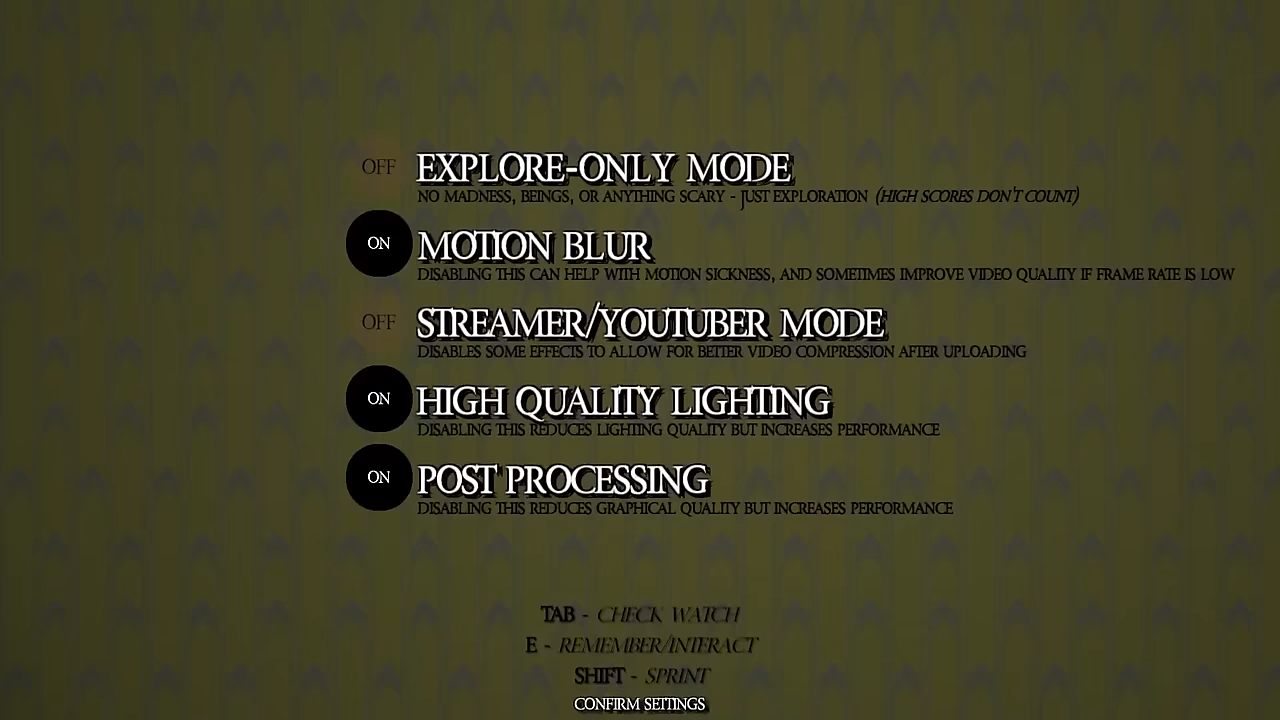 OFF EXPLORE-ONLY MODE
NO MADNESS, BEINGS, OR ANYTHING SCARY - JUST EXPLORATION (HIGH SCORES DON'T COUNT)
ON MOTION BLUR
DISABLING THIS CAN HELP WITH MOTION SICKNESS, AND SOMETIMES IMPROVE VIDEO QUALITY IF FRAME RATE IS LOW
OFF STREAMER/YOUTUBER MODE
DISABLES SOME EFFECTS TO ALLOW FOR BETTER VIDEO COMPRESSION AFTER UPLOADING
ON HIGH QUALITY LIGHTING
DISABLING THIS REDUCES LIGHTING QUALITY BUT INCREASES PERFORMANCE
ON POST PROCESSING
DISABLING THIS REDUCES GRAPHICAL QUALITY BUT INCREASES PERFORMANCE
TAB - CHECK WATCH
E - REMEMBER/INTERACT
SHIFT - SPRINT
CONFIRM SETTINGS